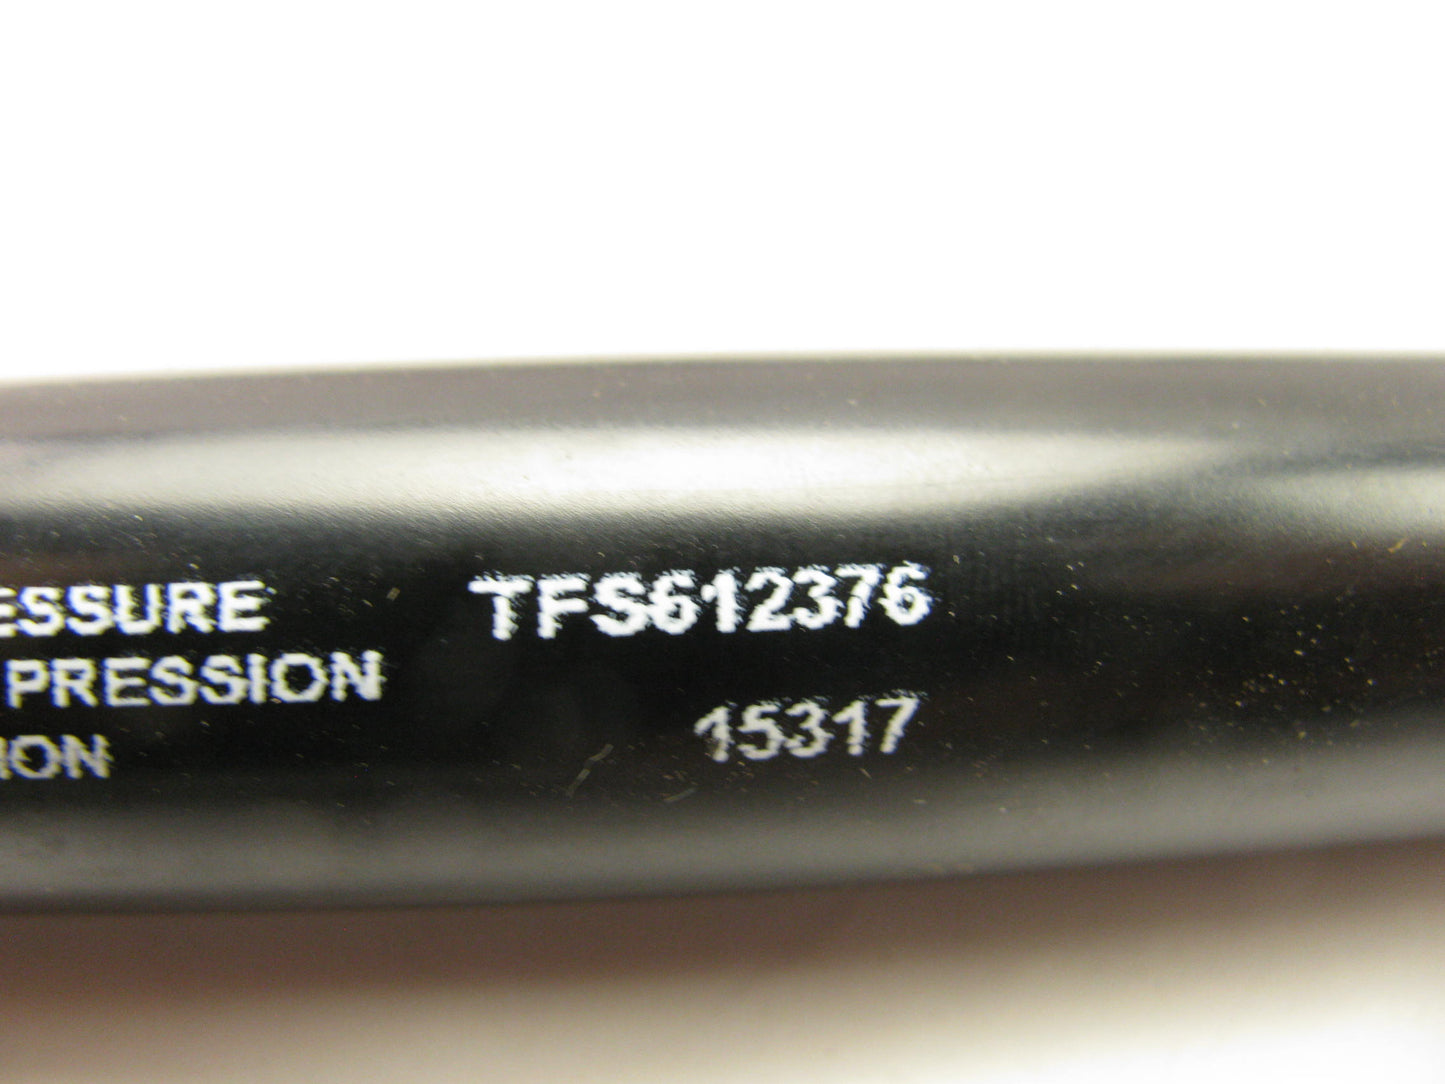 ESSURE TFS612376
PRESSION
ION 15317